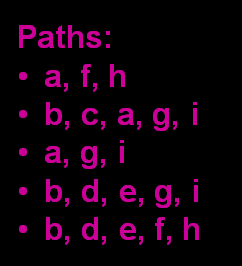 Paths:
• a, f, h
• b, c, a, g, i
• a, g, i
• b, d, e, g, i
• b, d, e, f, h